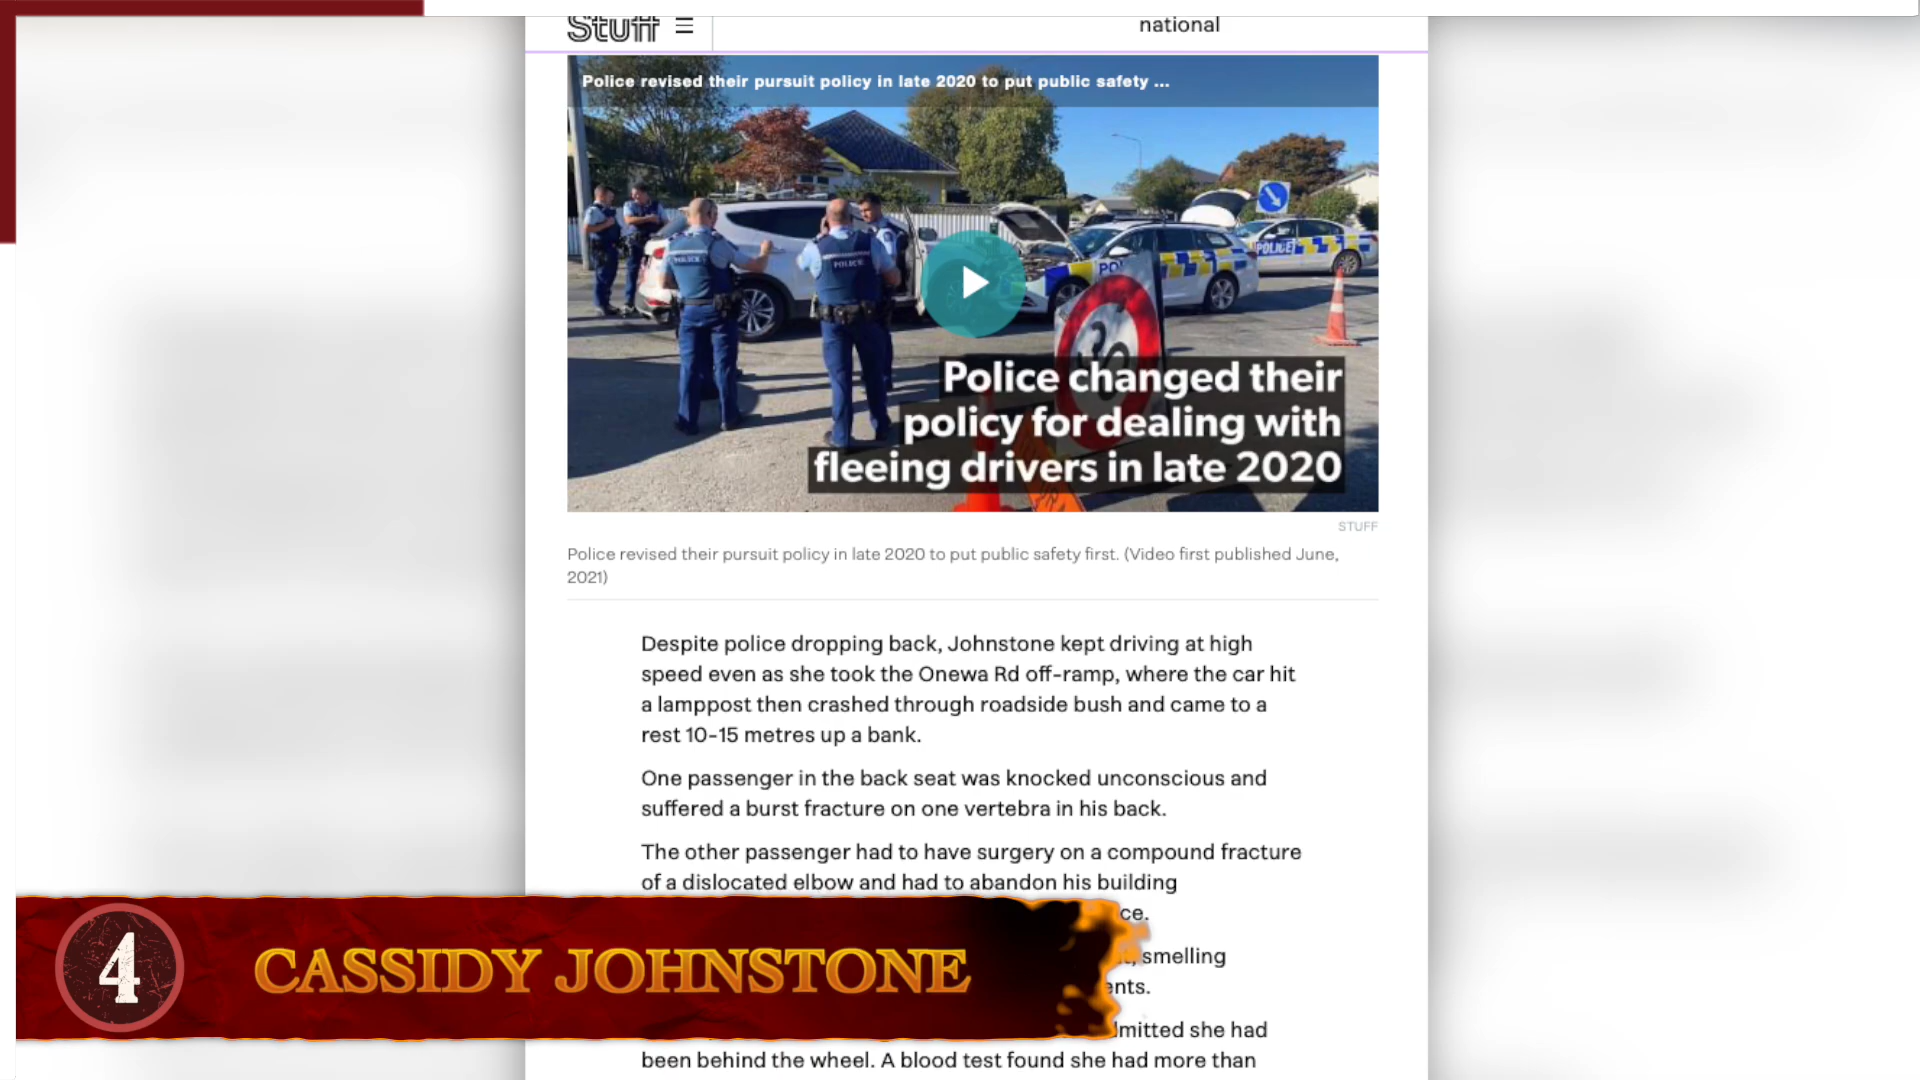 Stuff
national
Police revised their pursuit policy in late 2020 to put public safety ...
POLICE
POLICE
POLICE
Police changed their
policy for dealing with
fleeing drivers in late 2020
STUFF
Police revised their pursuit policy in late 2020 to put public safety first. (Video first published June,
2021)
Despite police dropping back, Johnstone kept driving at high
speed even as she took the Onewa Rd off-ramp, where the car hit
a lamppost then crashed through roadside bush and came to a
rest 10-15 metres up a bank.
One passenger in the back seat was knocked unconscious and
suffered a burst fracture on one vertebra in his back.
The other passenger had to have surgery on a compound fracture
of a dislocated elbow and had to abandon his building
smelling
had
been behind the wheel. A blood test found she had more than
4 CASSIDY JOHNSTONE